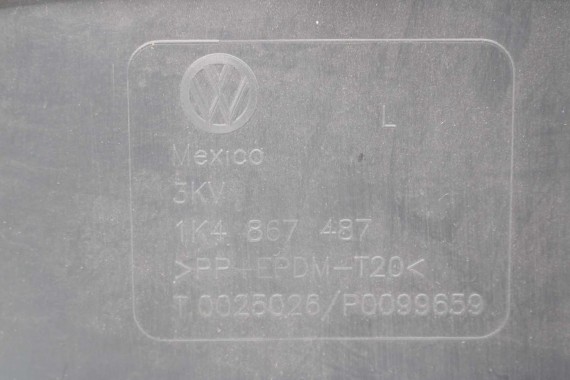 L
Mexico
3KV
1K4 867 487
>PP-EPDM-T20<
T.0025026/P0099659